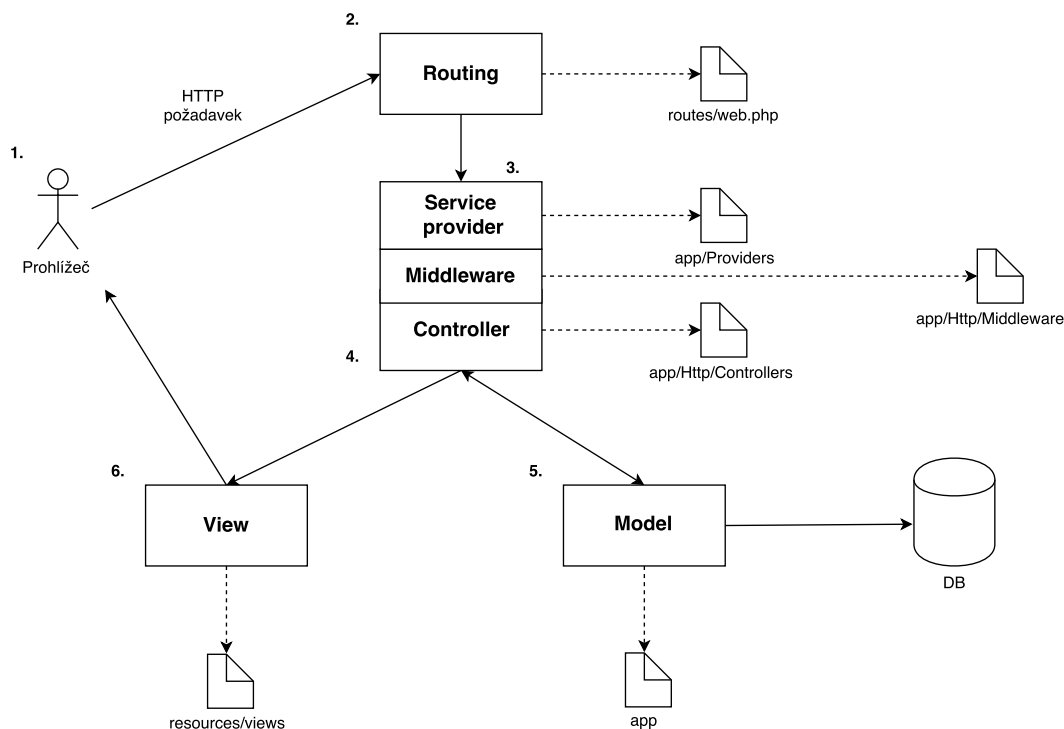 2.
Routing
HTTP
požadavek
routes/web.php
1.
3.
Service
provider
Prohlížeč
app/Providers
Middleware
app/Http/Middleware
Controller
4.
app/Http/Controllers
6.
5.
View
Model
DB
resources/views
app